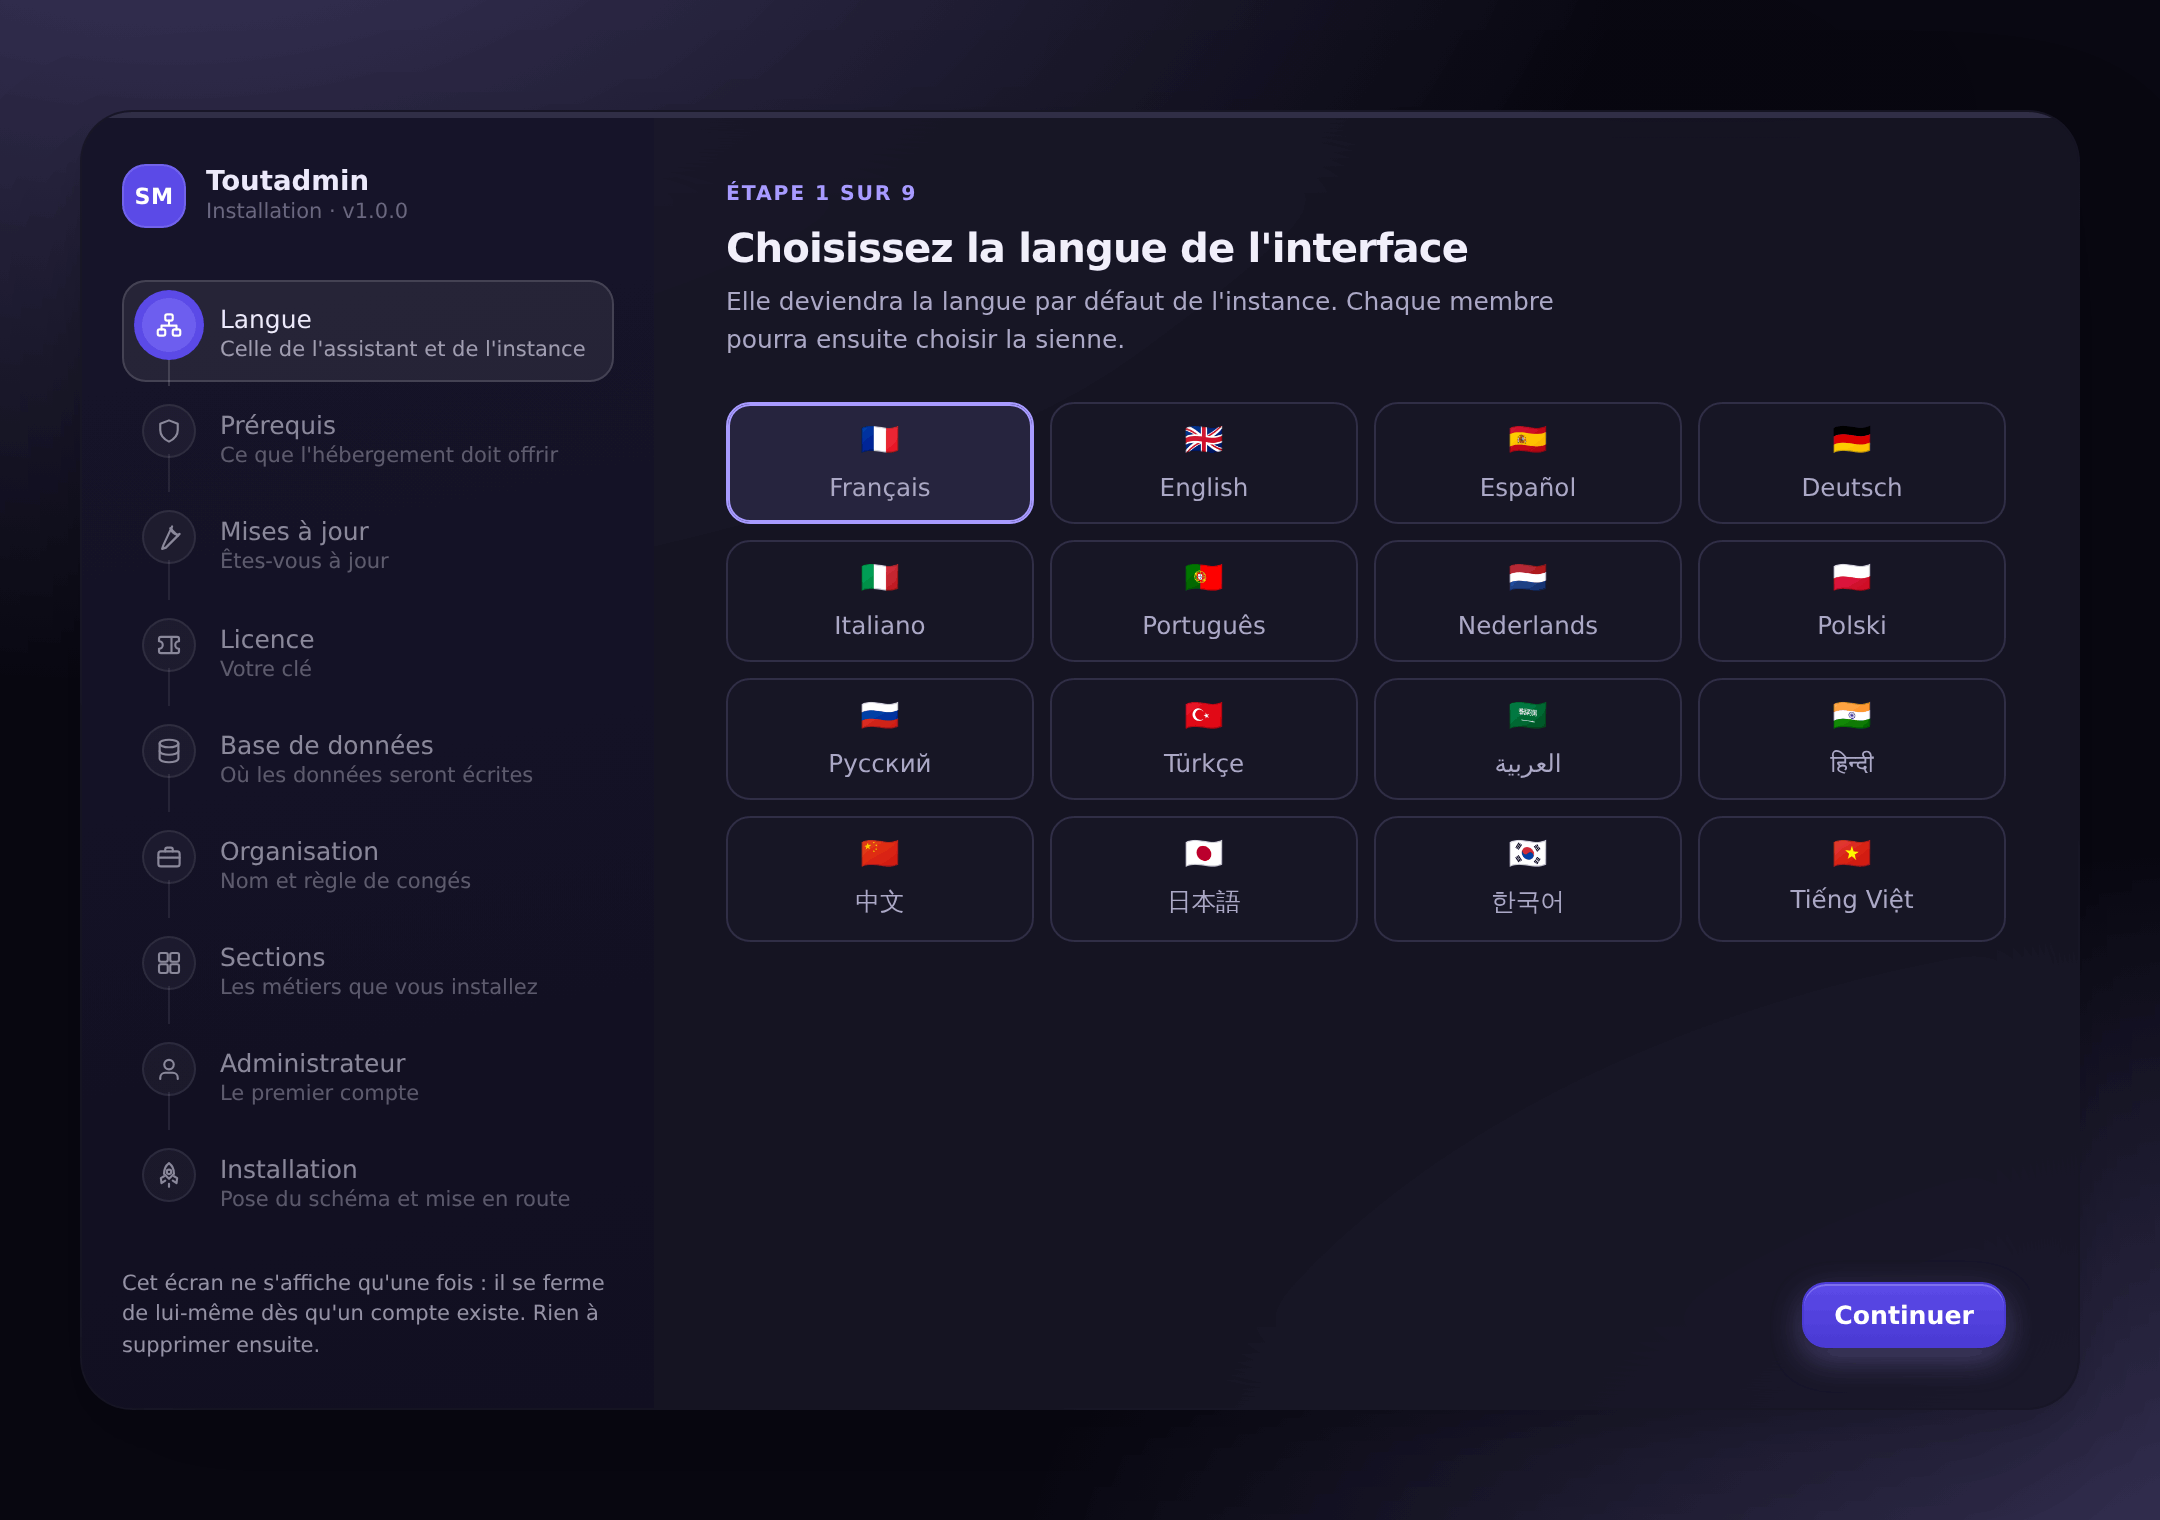 SM
Toutadmin
Installation · v1.0.0
Langue
Celle de l'assistant et de l'instance
Prérequis
Ce que l'hébergement doit offrir
Mises à jour
Êtes-vous à jour
Licence
Votre clé
Base de données
Où les données seront écrites
Organisation
Nom et règle de congés
Sections
Les métiers que vous installez
Administrateur
Le premier compte
Installation
Pose du schéma et mise en route
Cet écran ne s'affiche qu'une fois : il se ferme
de lui-même dès qu'un compte existe. Rien à
supprimer ensuite.
ÉTAPE 1 SUR 9
Choisissez la langue de l'interface
Elle deviendra la langue par défaut de l'instance. Chaque membre
pourra ensuite choisir la sienne.
Français
English
Español
Deutsch
Italiano
Português
Nederlands
Polski
Русский
Türkçe
العربية
हिन्दी
中文
日本語
한국어
Tiếng Việt
Continuer